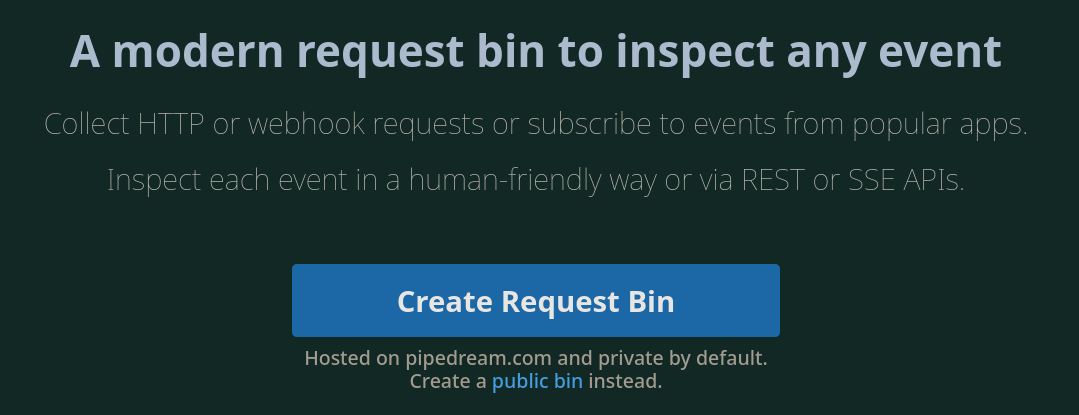 A modern request bin to inspect any event
Collect HTTP or webhook requests or subscribe to events from popular apps.
Inspect each event in a human-friendly way or via REST or SSE APIs.
Create Request Bin
Hosted on pipedream.com and private by default.
Create a public bin instead.